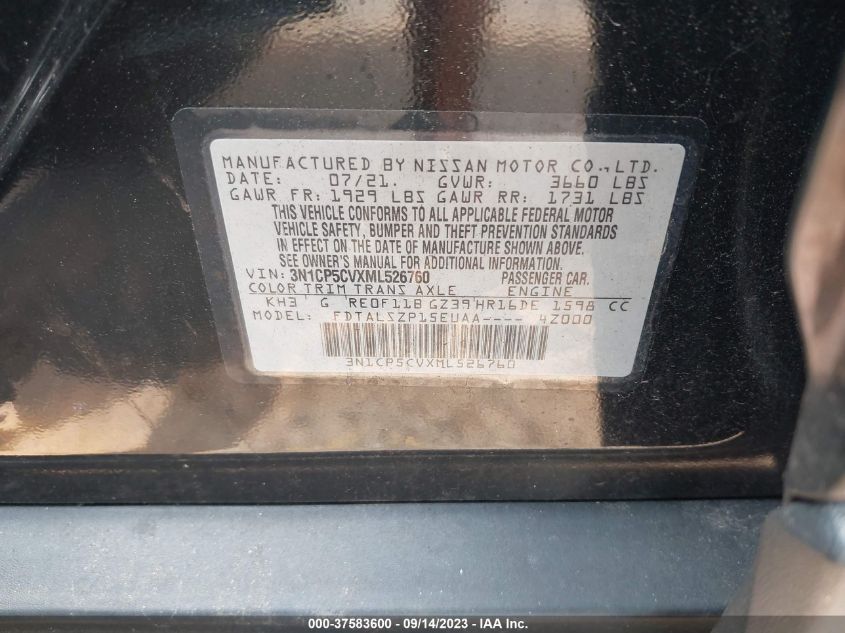 MANUFACTURED BY NISSAN MOTOR CO., LTD.
DATE: 07/21. GVWR: 3660 LBS
GAWR FR: 1929 LBS GAWR RR: 1731 LBS
THIS VEHICLE CONFORMS TO ALL APPLICABLE FEDERAL MOTOR
VEHICLE SAFETY, BUMPER AND THEFT PREVENTION STANDARDS
IN EFFECT ON THE DATE OF MANUFACTURE SHOWN ABOVE.
SEE OWNER'S MANUAL FOR ADDITIONAL INFORMATION.
VIN: 3N1CP5CVXML526760 PASSENGER CAR.
COLOR TRIM TRANS AXLE ENGINE
KH3 G RE0F11B GZ39 HR16DE 1598 CC
MODEL: FDTALSZP15EUAA---- 4Z000
3N1CP5CVXML526760
000-37583600 - 09/14/2023 - IAA Inc.